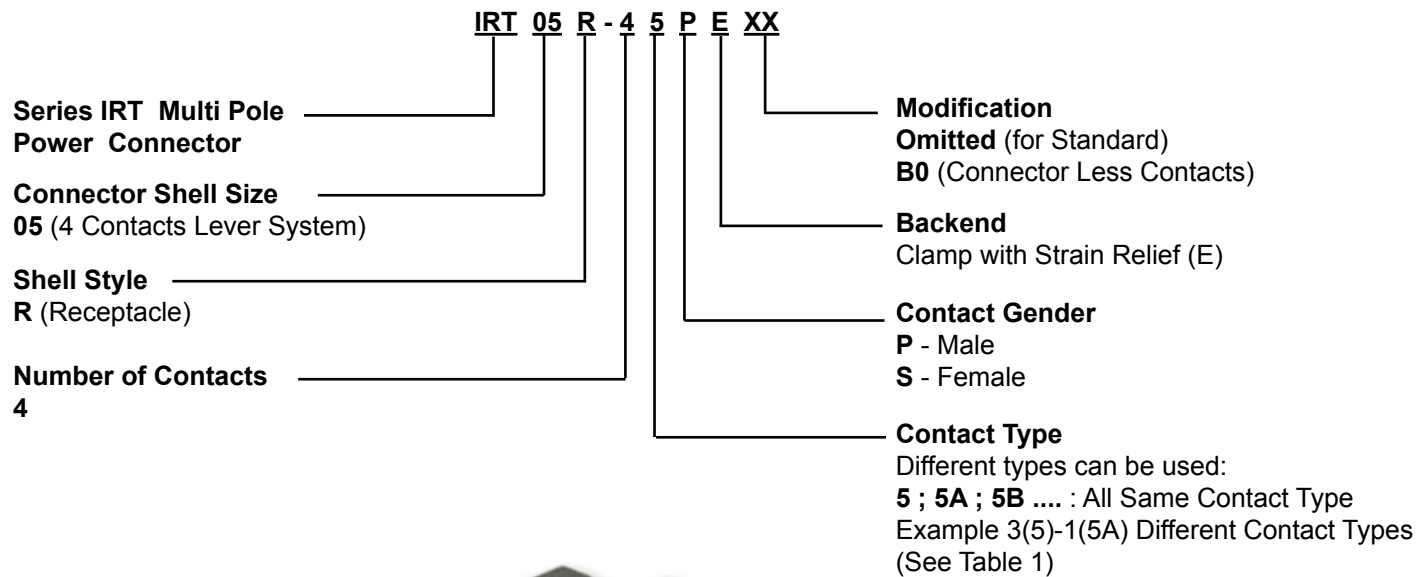 IRT 05 R - 4 5 P E XX
Series IRT Multi Pole
Power Connector
Connector Shell Size
05 (4 Contacts Lever System)
Shell Style
R (Receptacle)
Number of Contacts
4
Modification
Omitted (for Standard)
B0 (Connector Less Contacts)
Backend
Clamp with Strain Relief (E)
Contact Gender
P - Male
S - Female
Contact Type
Different types can be used:
5 ; 5A ; 5B .... : All Same Contact Type
Example 3(5)-1(5A) Different Contact Types
(See Table 1)